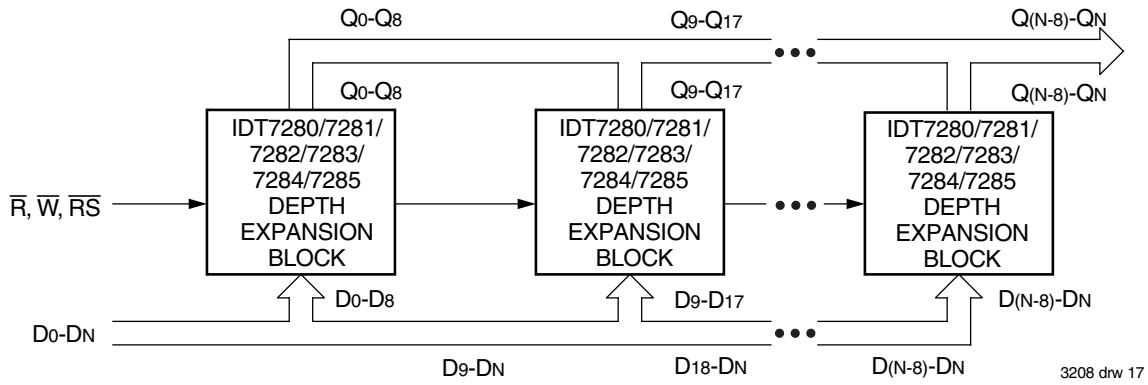 Q0-Q8 Q9-Q17 Q(N-8)-QN
Q0-Q8 Q9-Q17 Q(N-8)-QN
IDT7280/7281/
7282/7283/
7284/7285
DEPTH
EXPANSION
BLOCK
IDT7280/7281/
7282/7283/
7284/7285
DEPTH
EXPANSION
BLOCK
IDT7280/7281/
7282/7283/
7284/7285
DEPTH
EXPANSION
BLOCK
R̅, W̅, R̅S̅
D0-D8 D9-D17 D(N-8)-DN
D0-DN
D9-DN D18-DN D(N-8)-DN
3208 drw 17